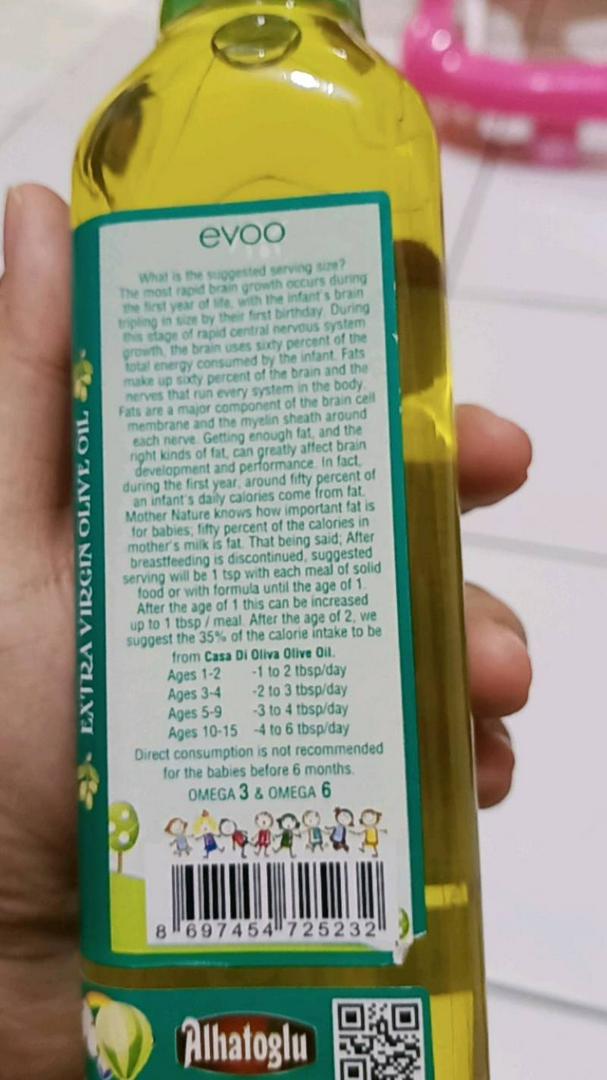 evoo
What is the suggested serving size?
The most rapid brain growth occurs during
the first year of life, with the infant's brain
tripling in size by their first birthday. During
this stage of rapid central nervous system
growth, the brain uses sixty percent of the
total energy consumed by the infant. Fats
make up sixty percent of the brain and the
nerves that run every system in the body.
Fats are a major component of the brain cell
membrane and the myelin sheath around
each nerve. Getting enough fat, and the
right kinds of fat, can greatly affect brain
development and performance. In fact,
during the first year, around fifty percent of
an infant's daily calories come from fat.
Mother Nature knows how important fat is
for babies; fifty percent of the calories in
mother's milk is fat. That being said; After
breastfeeding is discontinued, suggested
serving will be 1 tsp with each meal of solid
food or with formula until the age of 1.
After the age of 1 this can be increased
up to 1 tbsp / meal. After the age of 2, we
suggest the 35% of the calorie intake to be
from Casa Di Oliva Olive Oil.
Ages 1-2 -1 to 2 tbsp/day
Ages 3-4 -2 to 3 tbsp/day
Ages 5-9 -3 to 4 tbsp/day
Ages 10-15 -4 to 6 tbsp/day
Direct consumption is not recommended
for the babies before 6 months.
OMEGA 3 & OMEGA 6
8 697454 725232
EXTRA VIRGIN OLIVE OIL
Alhatoglu